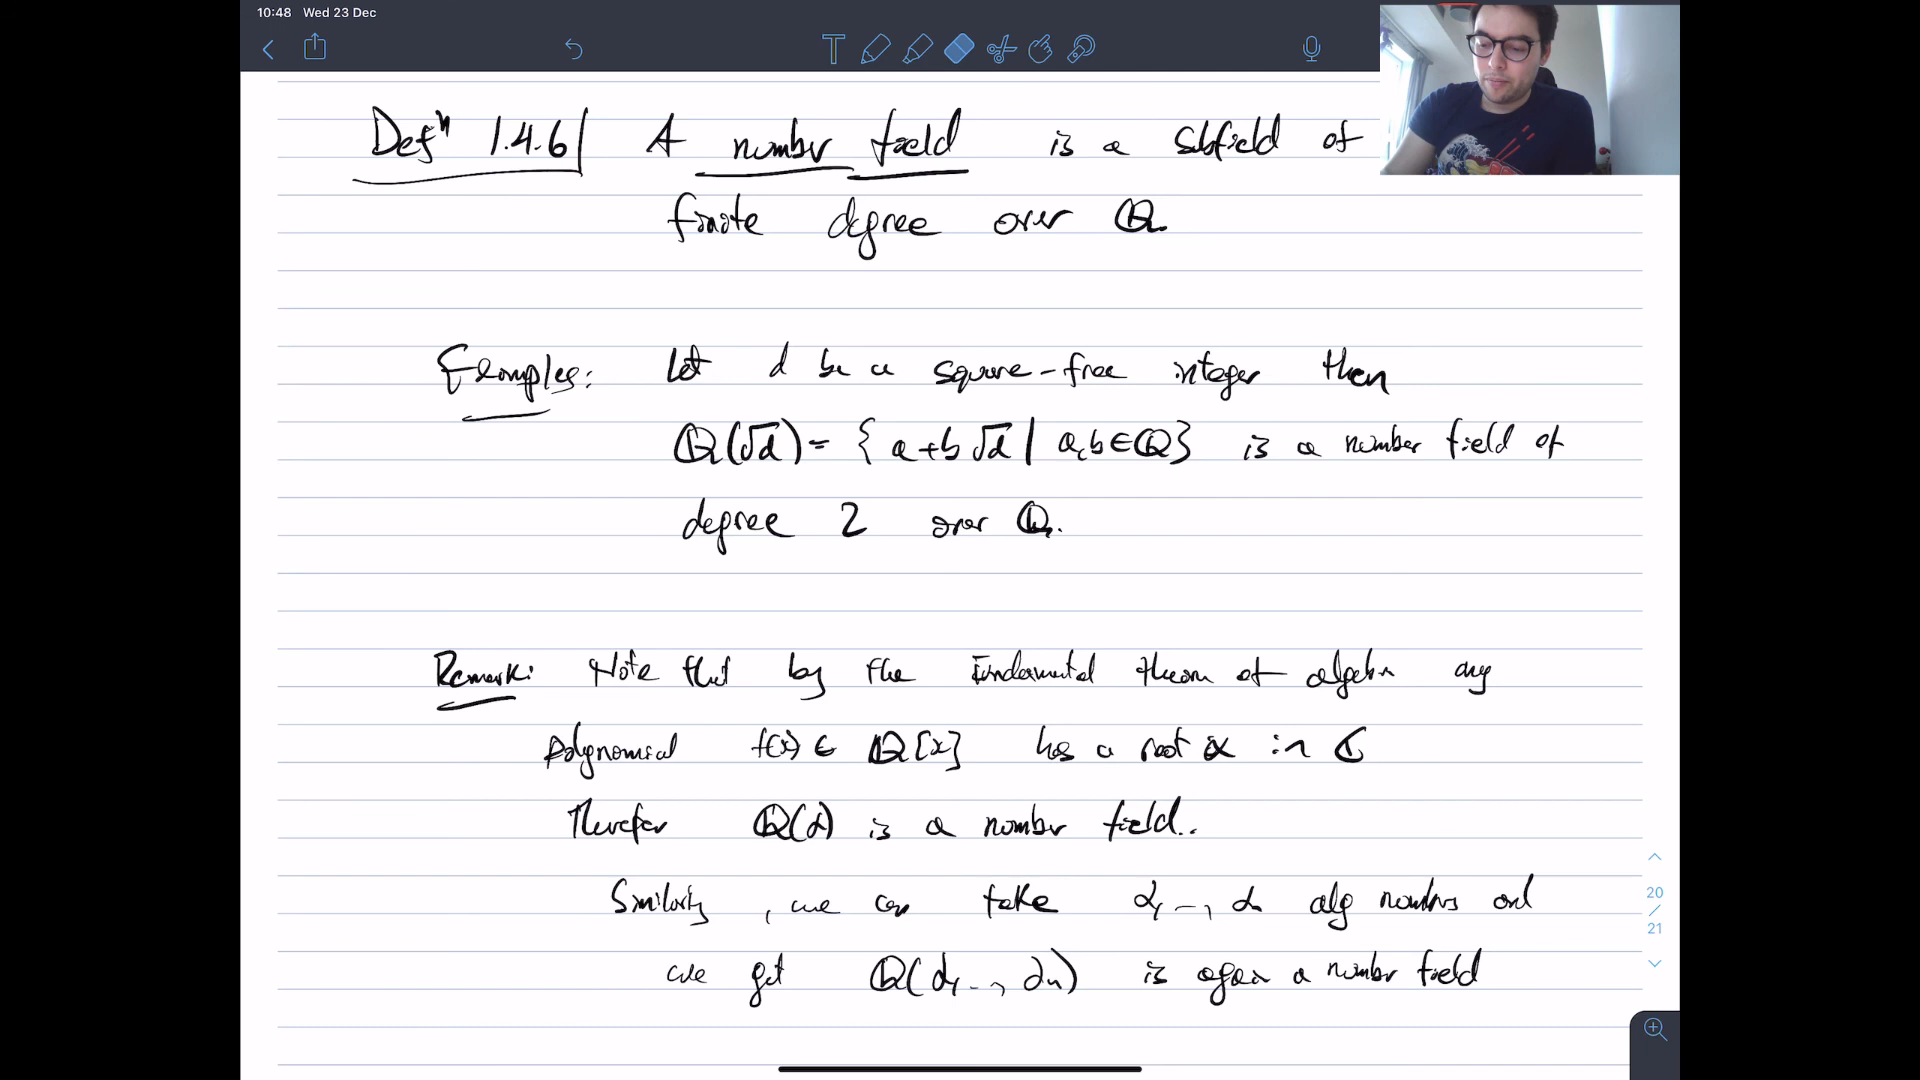 10:48 Wed 23 Dec
T
Defⁿ 1.4.6 A number field is a subfield of
finite degree over ℚ.
Examples: Let d be a square-free integer then
ℚ(√d) = { a+b√d | a,b∈ℚ} is a number field of
degree 2 over ℚ.
Remark: Note that by the Fundamental theorem of algebra any
polynomial f(x) ∈ ℚ[x] has a root α in ℂ
Therefore ℚ(α) is a number field.
Similarly, we can take α₁, --, αₙ alg numbers and
we get ℚ(α₁, --, αₙ) is again a number field
20
/
21